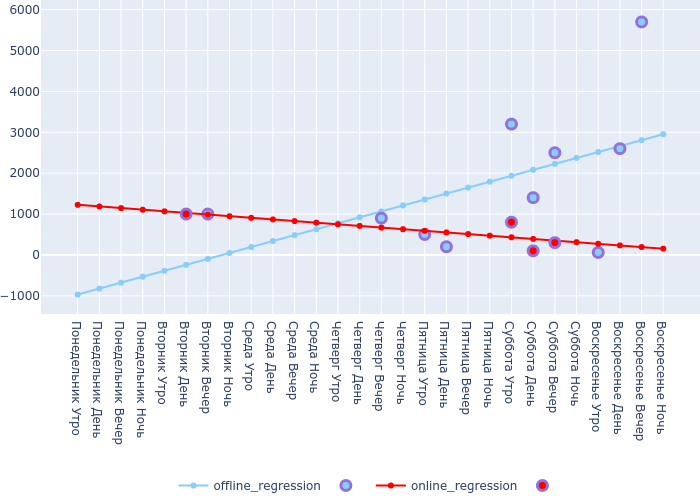 6000
5000
4000
3000
2000
1000
0
−1000
Понедельник Утро
Понедельник День
Понедельник Вечер
Понедельник Ночь
Вторник Утро
Вторник День
Вторник Вечер
Вторник Ночь
Среда Утро
Среда День
Среда Вечер
Среда Ночь
Четверг Утро
Четверг День
Четверг Вечер
Четверг Ночь
Пятница Утро
Пятница День
Пятница Вечер
Пятница Ночь
Суббота Утро
Суббота День
Суббота Вечер
Суббота Ночь
Воскресенье Утро
Воскресенье День
Воскресенье Вечер
Воскресенье Ночь
offline_regression online_regression